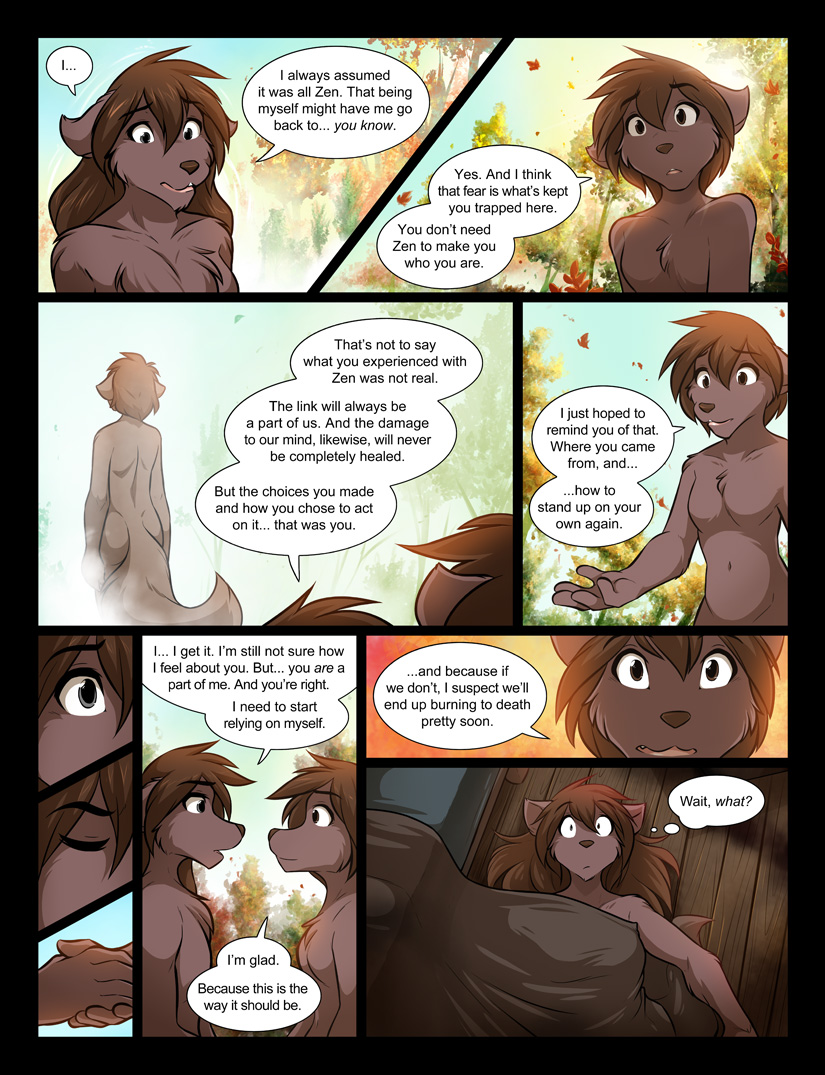 I...
I always assumed
it was all Zen. That being
myself might have me go
back to... you know.
Yes. And I think
that fear is what's kept
you trapped here.
You don't need
Zen to make you
who you are.
That's not to say
what you experienced with
Zen was not real.
The link will always be
a part of us. And the damage
to our mind, likewise, will never
be completely healed.
But the choices you made
and how you chose to act
on it... that was you.
I just hoped to
remind you of that.
Where you came
from, and...
...how to
stand up on your
own again.
I... I get it. I'm still not sure how
I feel about you. But... you are a
part of me. And you're right.
I need to start
relying on myself.
I'm glad.
Because this is the
way it should be.
...and because if
we don't, I suspect we'll
end up burning to death
pretty soon.
Wait, what?